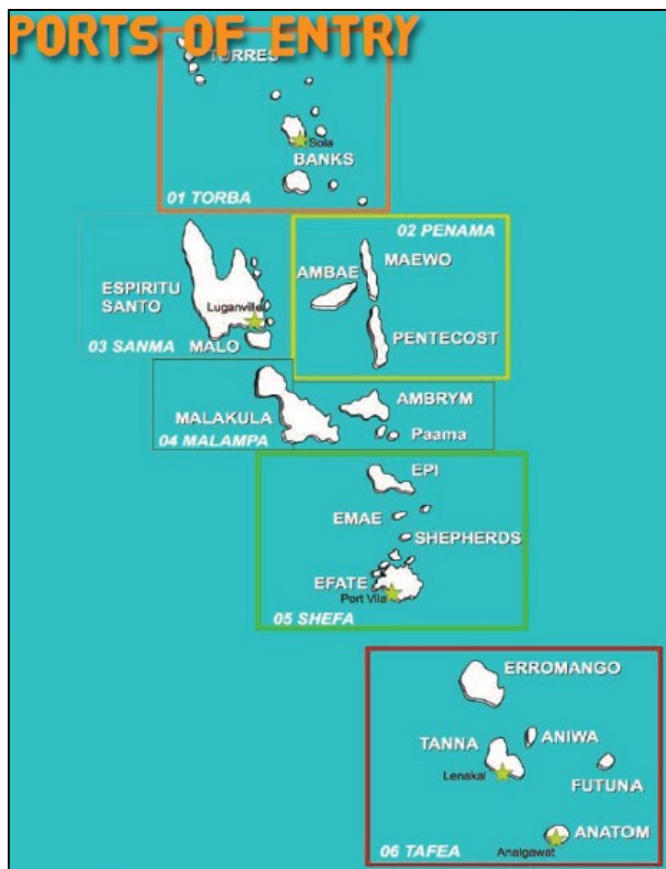 PORTS OF ENTRY
TORRES
Sola
BANKS
01 TORBA
02 PENAMA
MAEWO
AMBAE
PENTECOST
ESPIRITU
SANTO
Luganville
MALO
03 SANMA
AMBRYM
MALAKULA
Paama
04 MALAMPA
EPI
EMAE
SHEPHERDS
EFATE
Port Vila
05 SHEFA
ERROMANGO
TANNA
ANIWA
Lenakal
FUTUNA
ANATOM
Analgawat
06 TAFEA